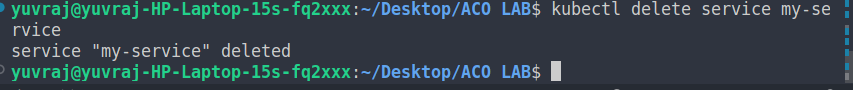 yuvraj@yuvraj-HP-Laptop-15s-fq2xxx:~/Desktop/ACO LAB$ kubectl delete service my-se
rvice
service "my-service" deleted
yuvraj@yuvraj-HP-Laptop-15s-fq2xxx:~/Desktop/ACO LAB$